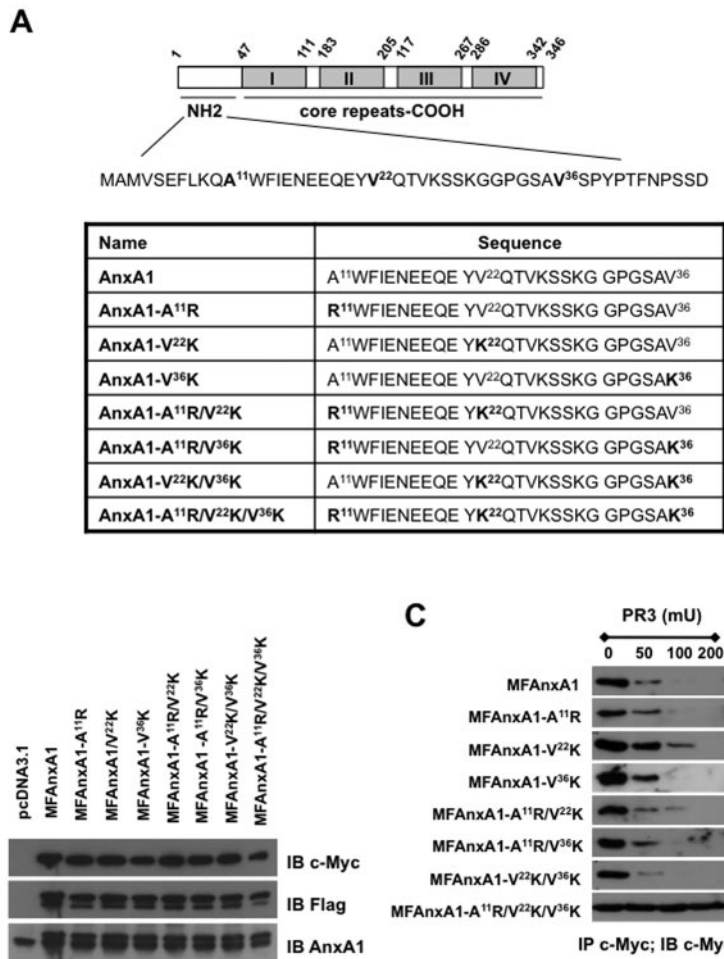 A
1 47 111 183 205 117 267 286 342 346
I II III IV
NH2 core repeats-COOH
MAMVSEFLKQA¹¹WFIENEEQEYV²²QTVKSSKGGPGSAV³⁶SPYPTFNPSSD
Name Sequence
AnxA1 A¹¹WFIENEEQE YV²²QTVKSSKG GPGSAV³⁶
AnxA1-A¹¹R R¹¹WFIENEEQE YV²²QTVKSSKG GPGSAV³⁶
AnxA1-V²²K A¹¹WFIENEEQE YK²²QTVKSSKG GPGSAV³⁶
AnxA1-V³⁶K A¹¹WFIENEEQE YV²²QTVKSSKG GPGSAK³⁶
AnxA1-A¹¹R/V²²K R¹¹WFIENEEQE YK²²QTVKSSKG GPGSAV³⁶
AnxA1-A¹¹R/V³⁶K R¹¹WFIENEEQE YV²²QTVKSSKG GPGSAK³⁶
AnxA1-V²²K/V³⁶K A¹¹WFIENEEQE YK²²QTVKSSKG GPGSAK³⁶
AnxA1-A¹¹R/V²²K/V³⁶K R¹¹WFIENEEQE YK²²QTVKSSKG GPGSAK³⁶
pcDNA3.1
MFAnxA1
MFAnxA1-A¹¹R
MFAnxA1/V²²K
MFAnxA1-V³⁶K
MFAnxA1-A¹¹R/V²²K
MFAnxA1 -A¹¹R/V³⁶K
MFAnxA1-V²²K/V³⁶K
MFAnxA1-A¹¹R/V²²K/V³⁶K
IB c-Myc
IB Flag
IB AnxA1
C
PR3 (mU)
0 50 100 200
MFAnxA1
MFAnxA1-A¹¹R
MFAnxA1-V²²K
MFAnxA1-V³⁶K
MFAnxA1-A¹¹R/V²²K
MFAnxA1-A¹¹R/V³⁶K
MFAnxA1-V²²K/V³⁶K
MFAnxA1-A¹¹R/V²²K/V³⁶K
IP c-Myc; IB c-My